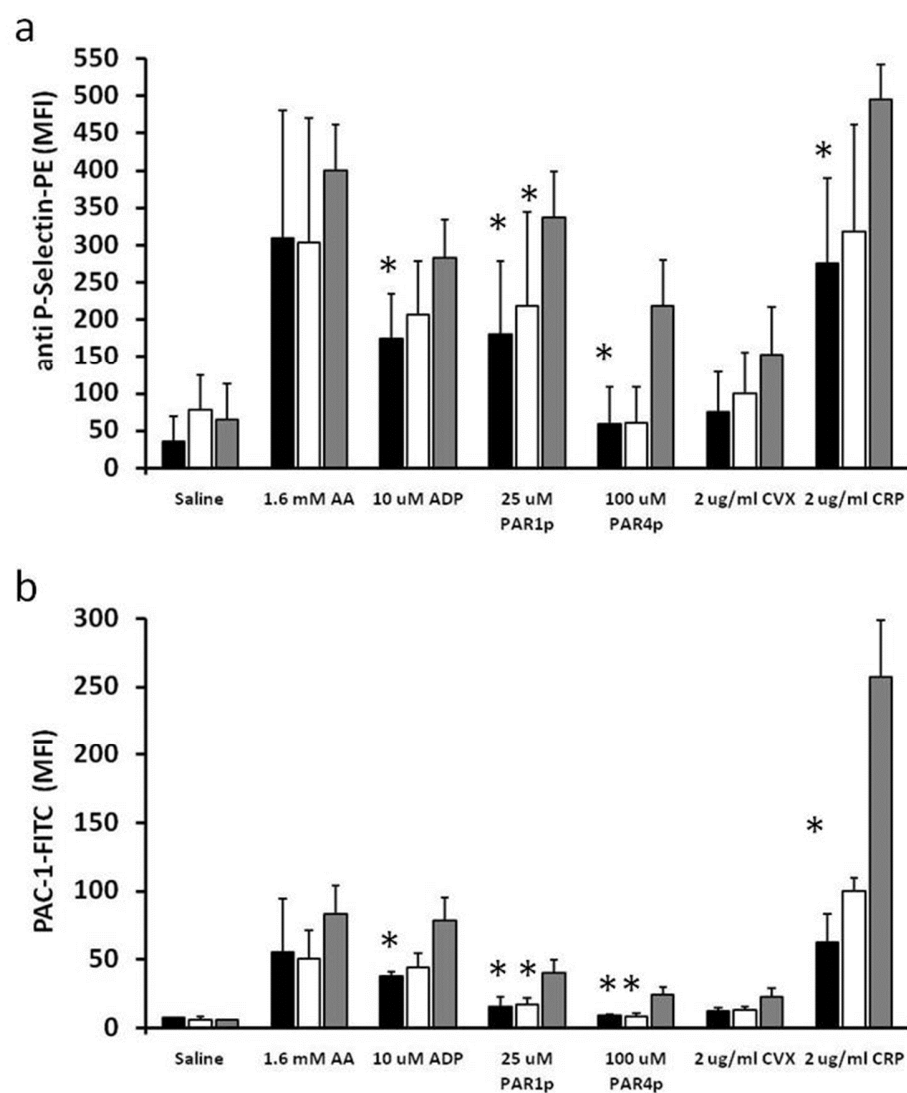 a
550
500
450
400
350
300
250
200
150
100
50
0
anti P-Selectin-PE (MFI)
* * * * *
Saline 1.6 mM AA 10 uM ADP 25 uM PAR1p 100 uM PAR4p 2 ug/ml CVX 2 ug/ml CRP
b
300
250
200
150
100
50
0
PAC-1-FITC (MFI)
* * * * * *
Saline 1.6 mM AA 10 uM ADP 25 uM PAR1p 100 uM PAR4p 2 ug/ml CVX 2 ug/ml CRP